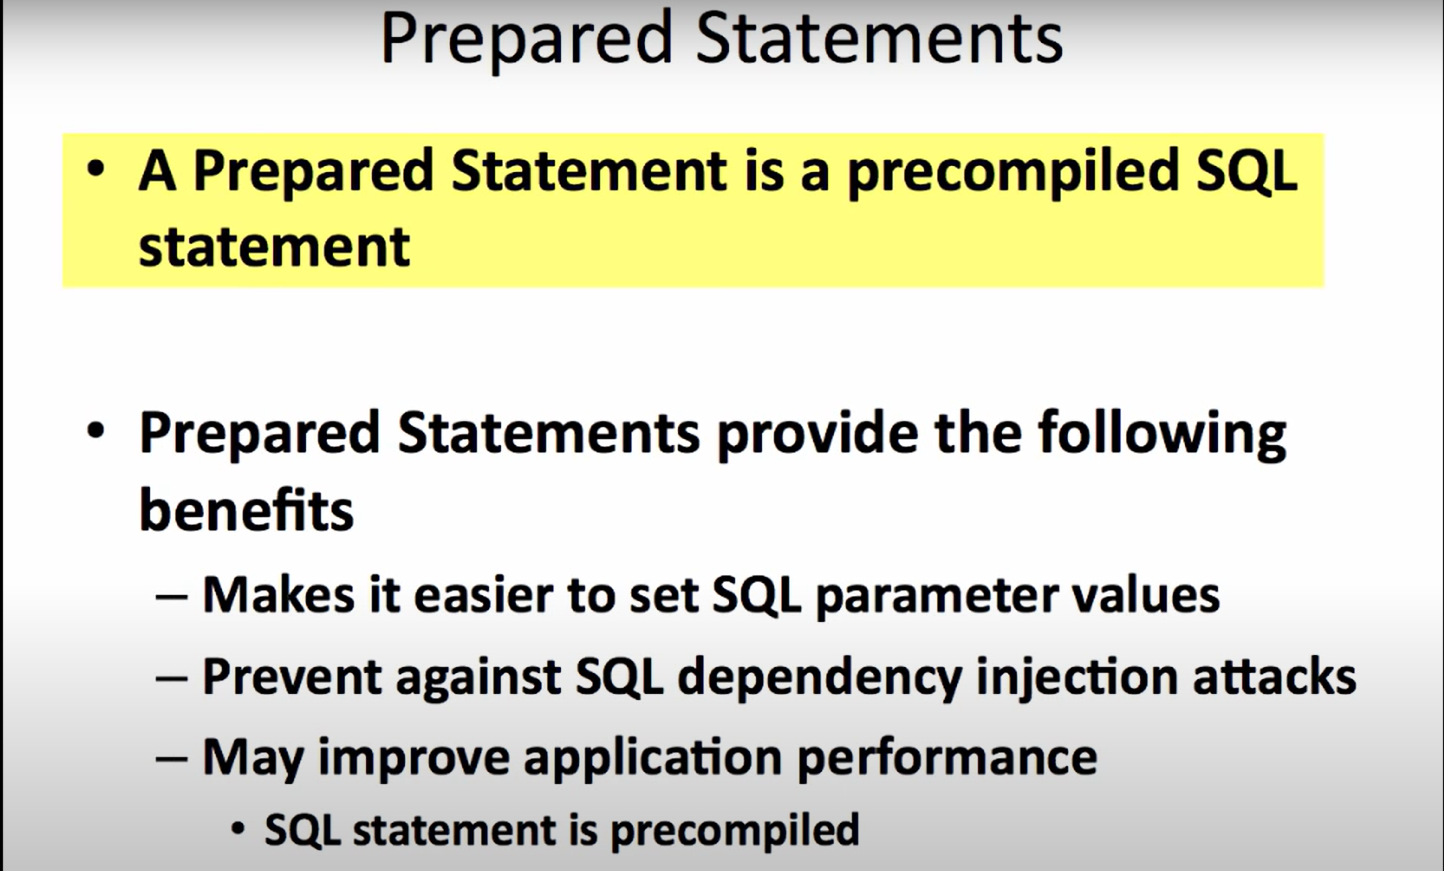 Prepared Statements
• A Prepared Statement is a precompiled SQL
statement
• Prepared Statements provide the following
benefits
– Makes it easier to set SQL parameter values
– Prevent against SQL dependency injection attacks
– May improve application performance
• SQL statement is precompiled